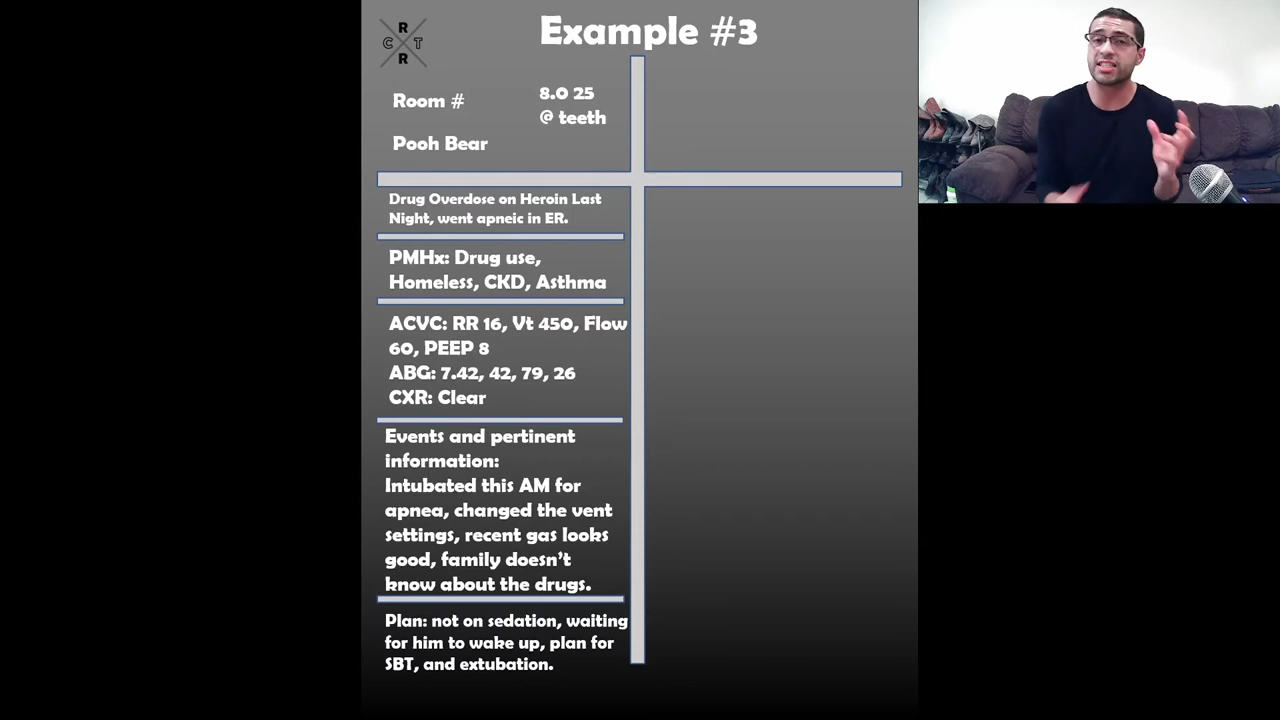 R
C T
R
Example #3
Room #
8.0 25
@ teeth
Pooh Bear
Drug Overdose on Heroin Last
Night, went apneic in ER.
PMHx: Drug use,
Homeless, CKD, Asthma
ACVC: RR 16, Vt 450, Flow
60, PEEP 8
ABG: 7.42, 42, 79, 26
CXR: Clear
Events and pertinent
information:
Intubated this AM for
apnea, changed the vent
settings, recent gas looks
good, family doesn't
know about the drugs.
Plan: not on sedation, waiting
for him to wake up, plan for
SBT, and extubation.